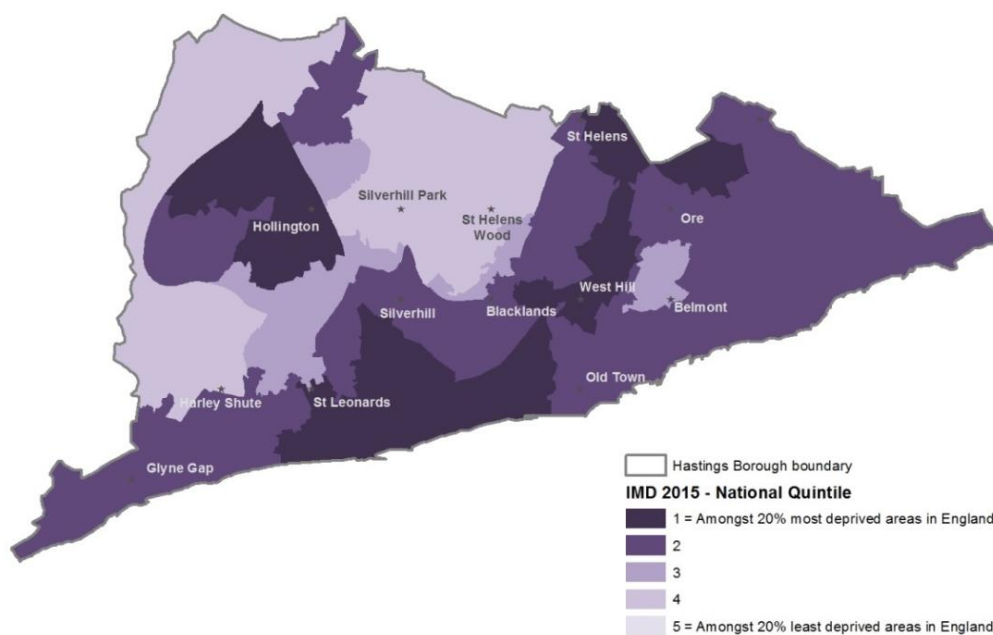 St Helens
Silverhill Park
Hollington
St Helens
Wood
Ore
West Hill
Silverhill
Blacklands
Belmont
Old Town
Harley Shute
St Leonards
Glyne Gap
Hastings Borough boundary
IMD 2015 - National Quintile
1 = Amongst 20% most deprived areas in England
2
3
4
5 = Amongst 20% least deprived areas in England